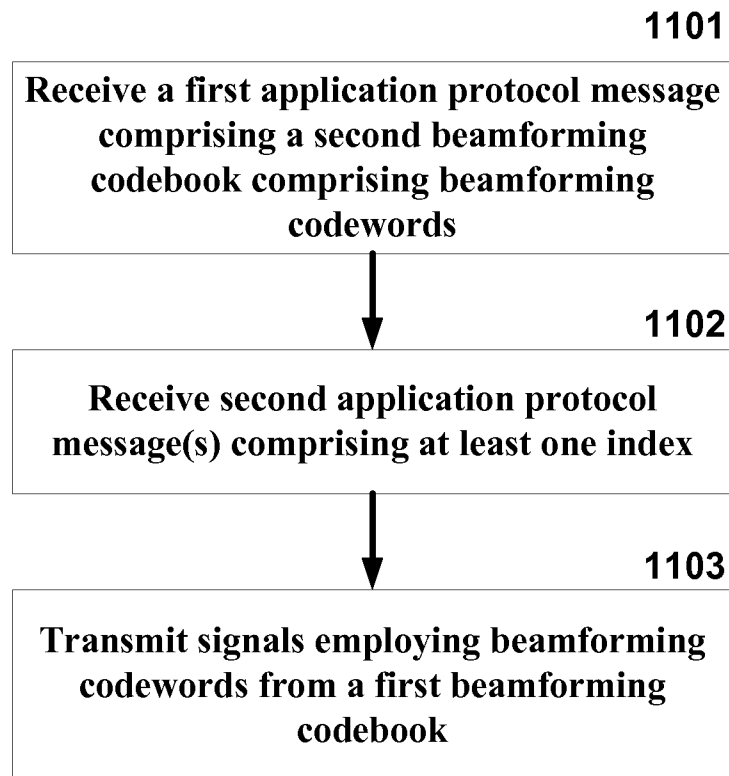 1101
Receive a first application protocol message
comprising a second beamforming
codebook comprising beamforming
codewords
1102
Receive second application protocol
message(s) comprising at least one index
1103
Transmit signals employing beamforming
codewords from a first beamforming
codebook